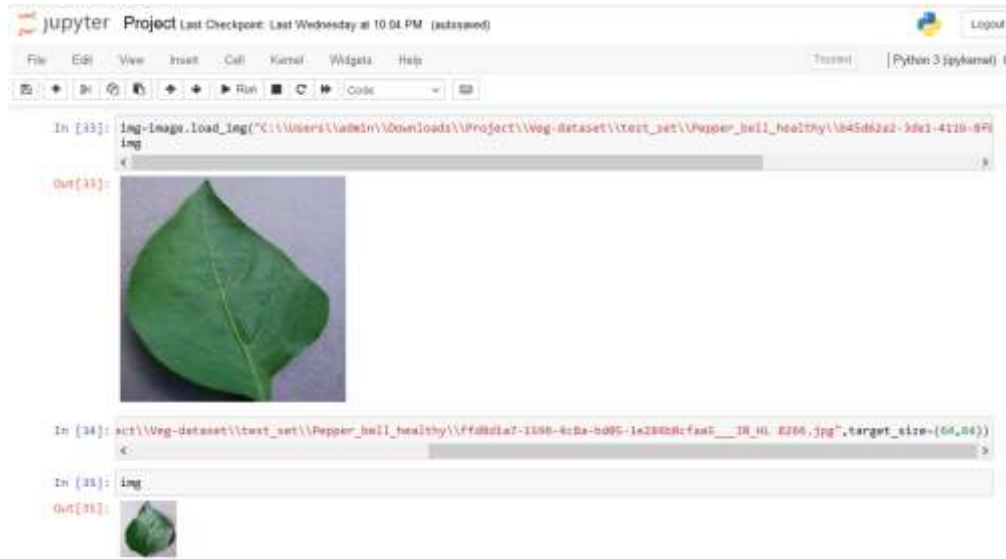 jupyter Project Last Checkpoint: Last Wednesday at 10:04 PM (autosaved)
Logout
File Edit View Insert Cell Kernel Widgets Help
Trusted
Python 3 (ipykernel)
Run
Code
In [33]: img=image.load_img("C:\\Users\\admin\\Downloads\\Project\\Veg-dataset\\test_set\\Pepper_bell_healthy\\
img
Out[33]:
In [34]: ect\\Veg-dataset\\test_set\\Pepper_bell_healthy\\ .jpg",target_size=(64,64))
In [35]: img
Out[35]: